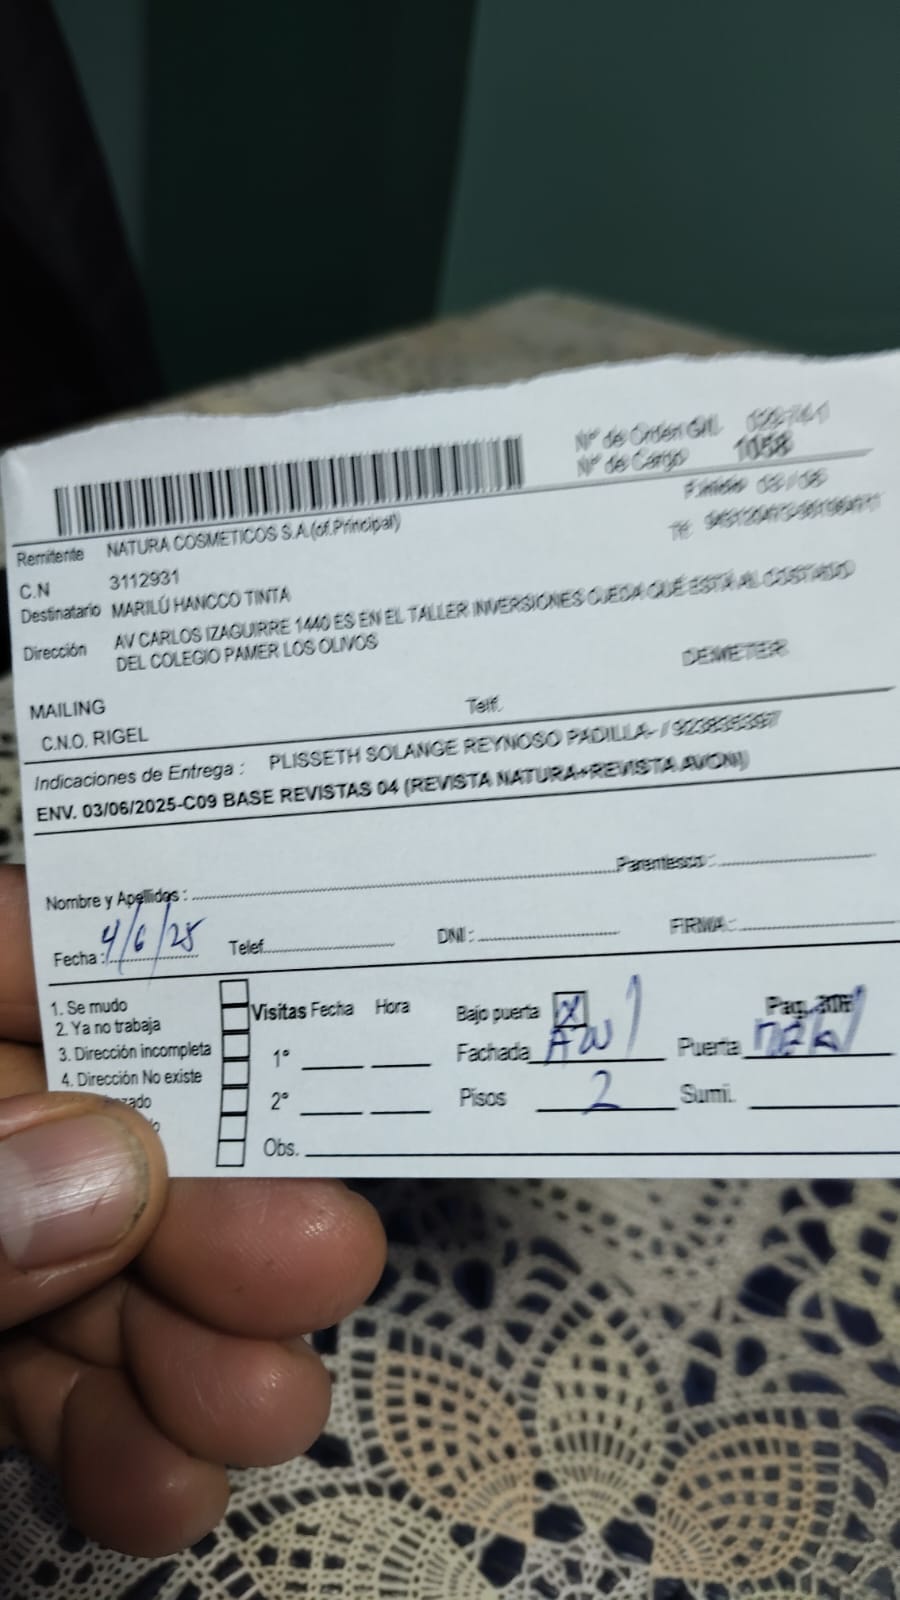 Nº de Orden GIL
Nº de Cargo 1058
Remitente NATURA COSMETICOS S.A.(of.Principal)
C.N 3112931
Destinatario MARILÚ HANCCO TINTA
Dirección AV CARLOS IZAGUIRRE 1440 ES EN EL TALLER INVERSIONES OJEDA QUÉ ESTÁ AL COSTADO
DEL COLEGIO PAMER LOS OLIVOS
DEMETER
MAILING Telf.
C.N.O. RIGEL
Indicaciones de Entrega : PLISSETH SOLANGE REYNOSO PADILLA- /
ENV. 03/06/2025-C09 BASE REVISTAS 04 (REVISTA NATURA+REVISTA AVON)
Nombre y Apellidos : Parentesco :
Fecha : 4/6/25 Telef. DNI : FIRMA :
1. Se mudo
2. Ya no trabaja
3. Dirección incompleta
4. Dirección No existe
Visitas Fecha Hora Bajo puerta X Pag.
1° Fachada Puerta
2° Pisos 2 Sumi.
Obs.